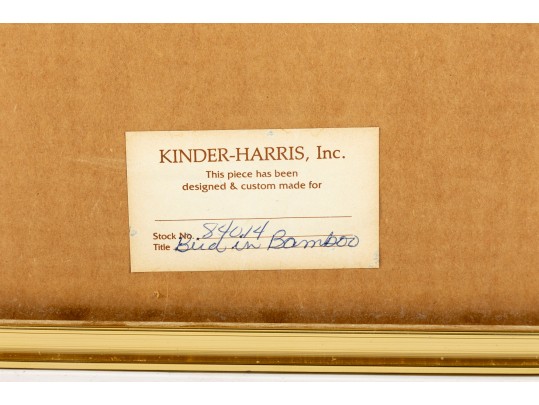 KINDER-HARRIS, Inc.
This piece has been
designed & custom made for
Stock No. 84014
Title Bird in Bamboo